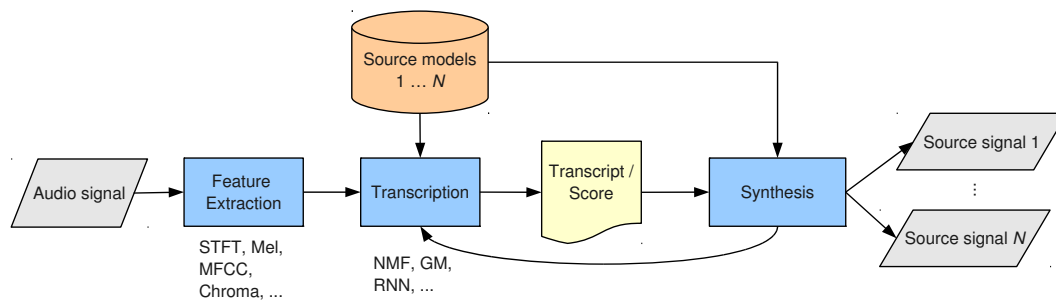 Source models
1 ... N
Audio signal
Feature
Extraction
Transcription
Transcript /
Score
Synthesis
Source signal 1
...
Source signal N
STFT, Mel,
MFCC,
Chroma, ...
NMF, GM,
RNN, ...